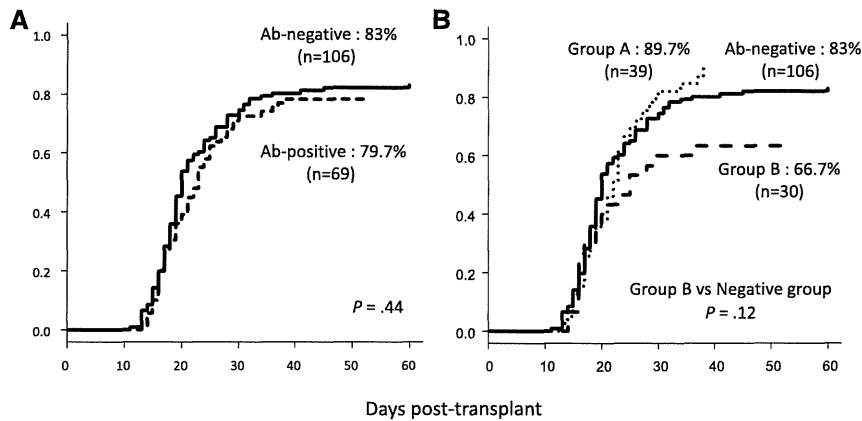 A
1.0
0.8
0.6
0.4
0.2
0.0
Ab-negative : 83%
(n=106)
Ab-positive : 79.7%
(n=69)
P = .44
0 10 20 30 40 50 60
B
1.0
0.8
0.6
0.4
0.2
0.0
Group A : 89.7%
(n=39)
Ab-negative : 83%
(n=106)
Group B : 66.7%
(n=30)
Group B vs Negative group
P = .12
0 10 20 30 40 50 60
Days post-transplant